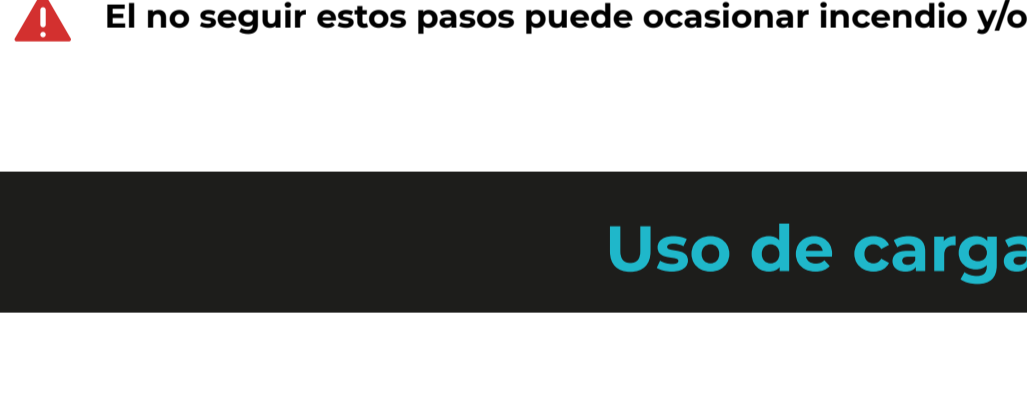 El no seguir estos pasos puede ocasionar incendio y/o
Uso de carga